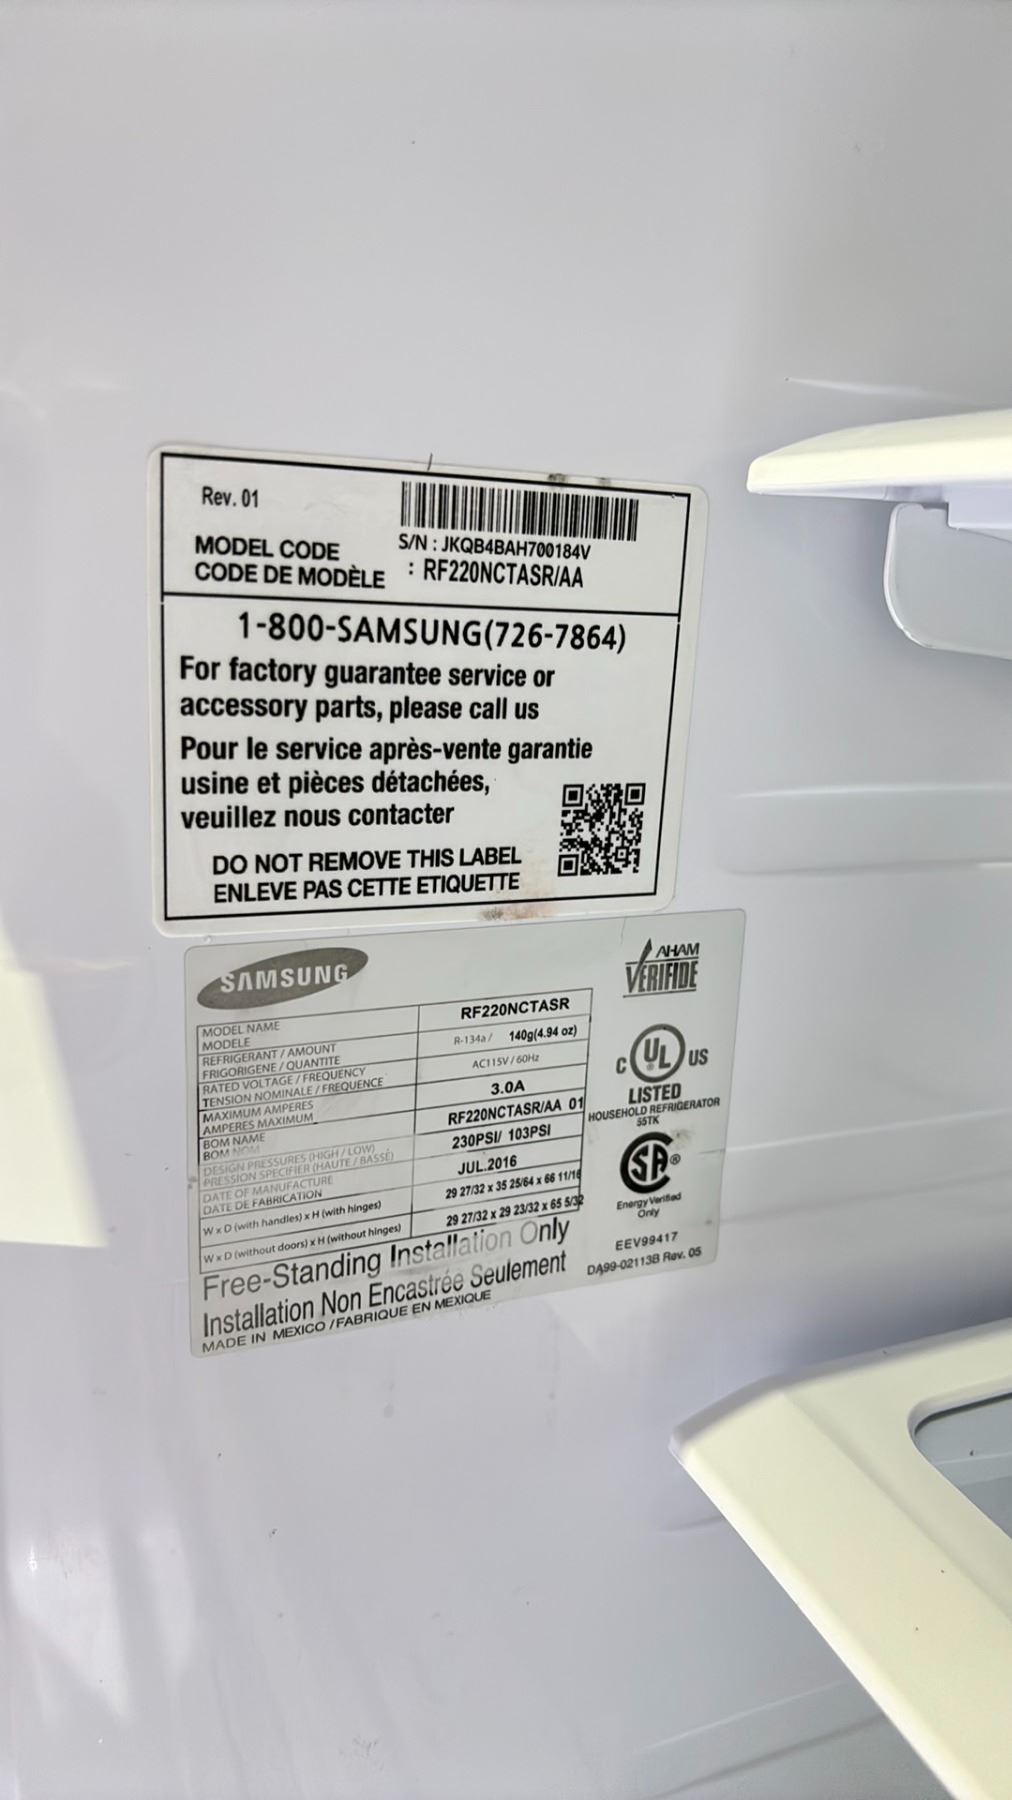 Rev. 01
S/N : JKQB4BAH700184V
MODEL CODE
CODE DE MODÈLE : RF220NCTASR/AA
1-800-SAMSUNG(726-7864)
For factory guarantee service or
accessory parts, please call us
Pour le service après-vente garantie
usine et pièces détachées,
veuillez nous contacter
DO NOT REMOVE THIS LABEL
ENLEVE PAS CETTE ETIQUETTE
SAMSUNG
AHAM
VERIFIDE
MODEL NAME
MODELE
RF220NCTASR
REFRIGERANT / AMOUNT
FRIGORIGENE / QUANTITE
R-134a / 140g(4.94 oz)
RATED VOLTAGE / FREQUENCY
TENSION NOMINALE / FREQUENCE
AC115V / 60Hz
MAXIMUM AMPERES
AMPERES MAXIMUM
3.0A
BOM NAME
BOM NOM
RF220NCTASR/AA 01
DESIGN PRESSURES (HIGH / LOW)
PRESSION SPECIFIER (HAUTE / BASSÉ)
230PSI/ 103PSI
DATE OF MANUFACTURE
DATE DE FABRICATION
JUL.2016
W x D (with handles) x H (with hinges)
29 27/32 x 35 25/64 x 66 11/16
W x D (without doors) x H (without hinges)
29 27/32 x 29 23/32 x 65 5/32
C UL US
®
LISTED
HOUSEHOLD REFRIGERATOR
55TK
SA ®
Energy Verified
Only
EEV99417
DA99-02113B Rev. 05
Free-Standing Installation Only
Installation Non Encastrée Seulement
MADE IN MEXICO / FABRIQUE EN MEXIQUE